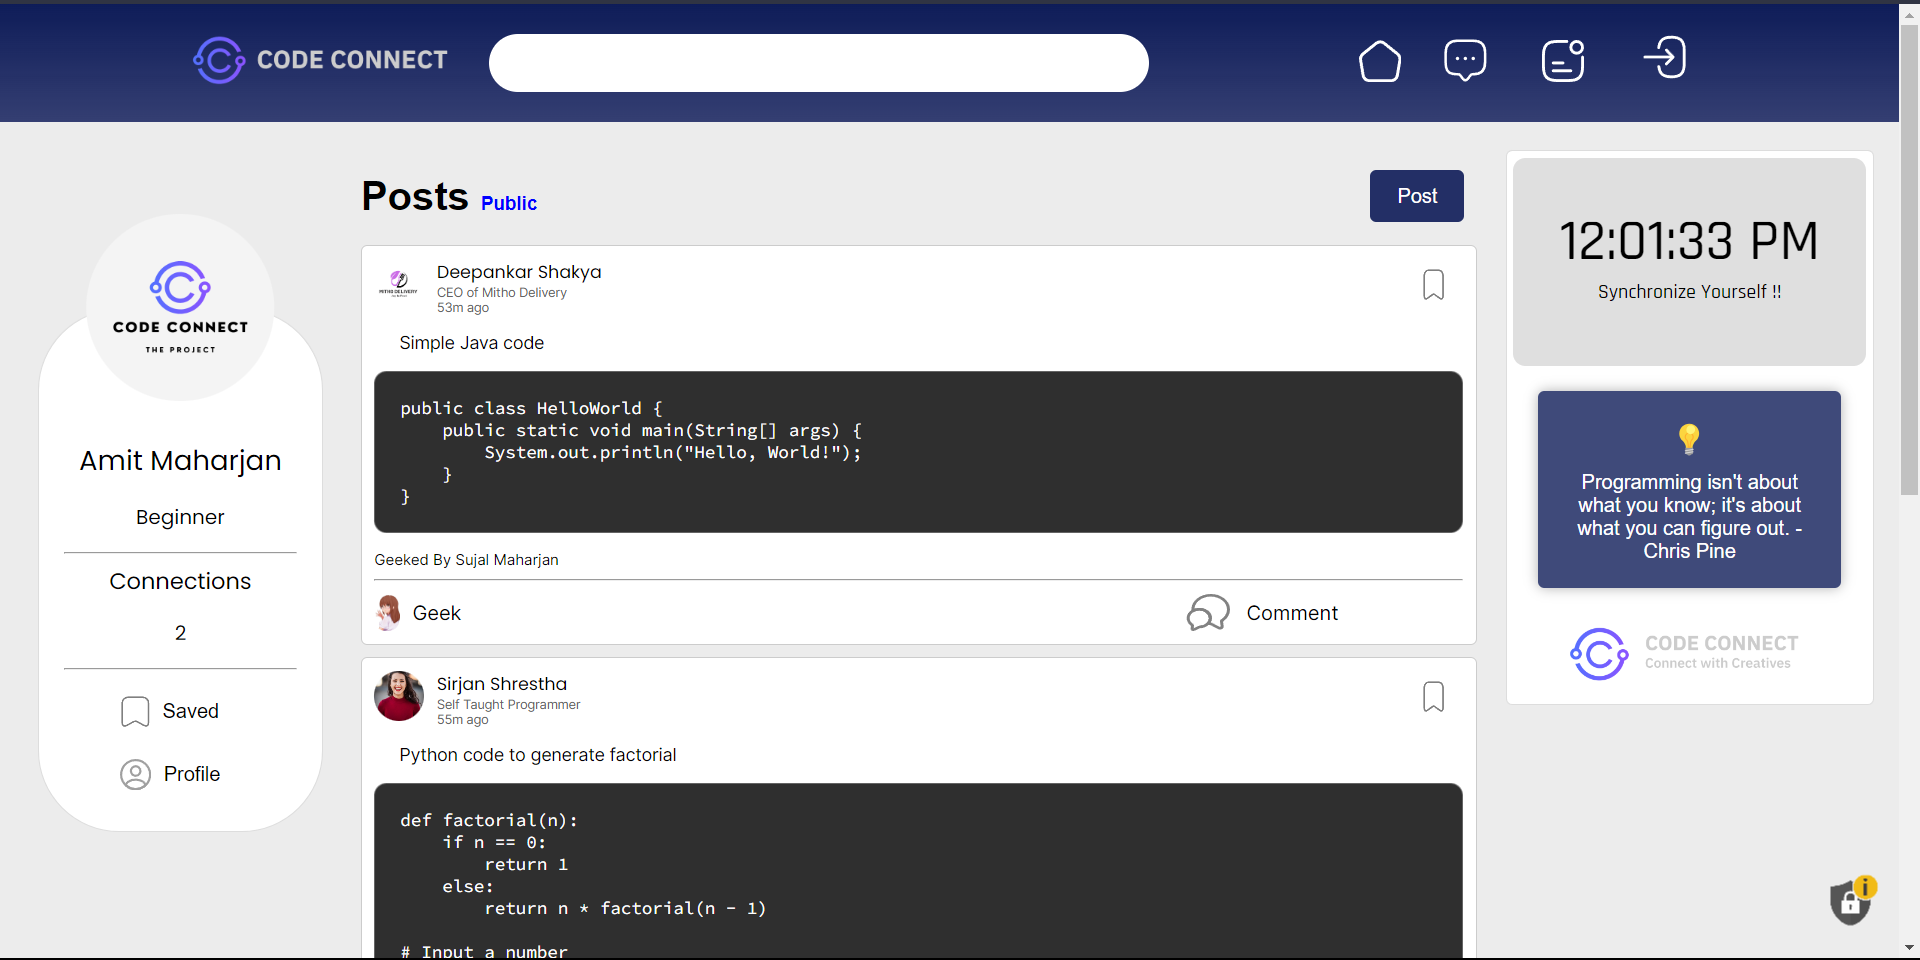 CODE CONNECT
Posts Public
Post
CODE CONNECT
THE PROJECT
Amit Maharjan
Beginner
Connections
2
Saved
Profile
MITHO DELIVERY
Deepankar Shakya
CEO of Mitho Delivery
53m ago
Simple Java code
public class HelloWorld {
    public static void main(String[] args) {
        System.out.println("Hello, World!");
    }
}
Geeked By Sujal Maharjan
Geek
Comment
Sirjan Shrestha
Self Taught Programmer
55m ago
Python code to generate factorial
def factorial(n):
    if n == 0:
        return 1
    else:
        return n * factorial(n - 1)
# Input a number
12:01:33 PM
Synchronize Yourself !!
Programming isn't about
what you know; it's about
what you can figure out. -
Chris Pine
CODE CONNECT
Connect with Creatives